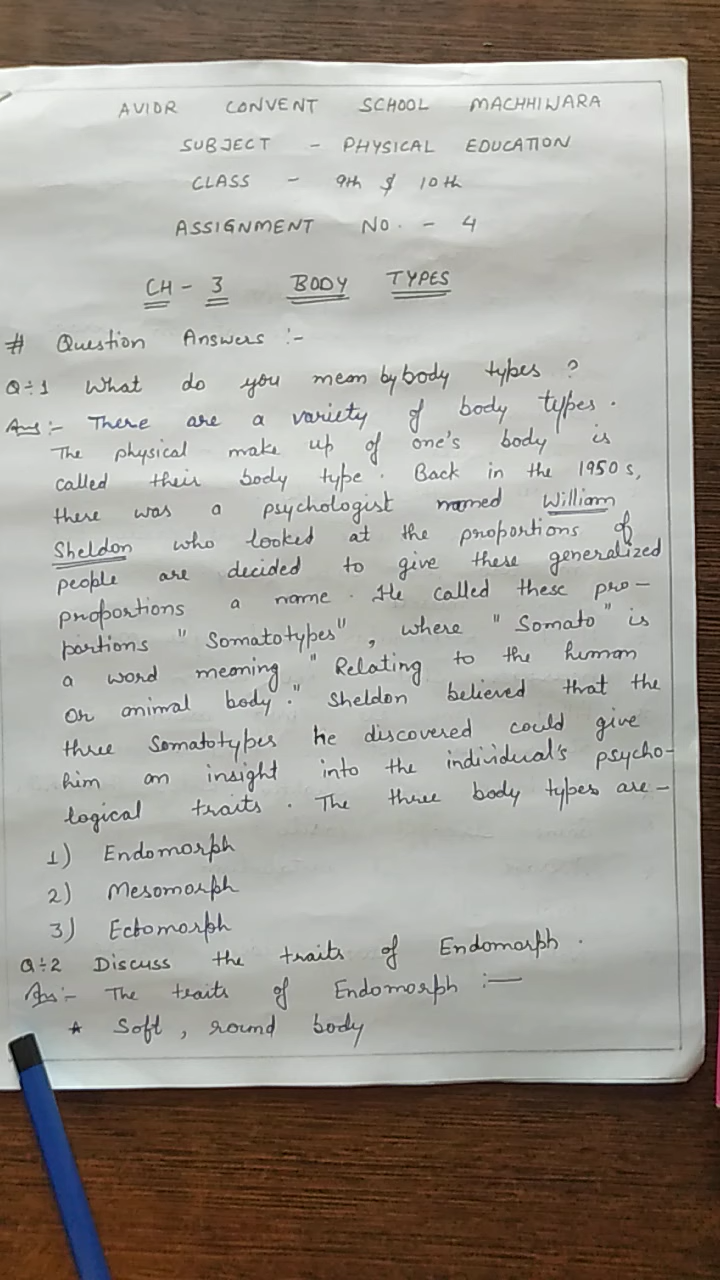 AVIOR CONVENT SCHOOL MACHHIWARA
SUBJECT - PHYSICAL EDUCATION
CLASS - 9th & 10th
ASSIGNMENT NO. - 4
CH - 3 BODY TYPES
# Question Answers :-
Q÷1 What do you mean by body types ?
Ans :- There are a variety of body types .
The physical make up of one's body is
called their body type . Back in the 1950s,
there was a psychologist named William
Sheldon who looked at the proportions of
people are decided to give these generalized
proportions a name . He called these pro-
portions " Somatotypes" , where " Somato " is
a word meaning " Relating to the human
or animal body . " Sheldon believed that the
three Somatotypes he discovered could give
him an insight into the individual's psycho-
logical traits . The three body types are -
1) Endomorph
2) Mesomorph
3) Ectomorph
Q÷2 Discuss the traits of Endomorph .
Ans :- The traits of Endomorph :-
* Soft , round body